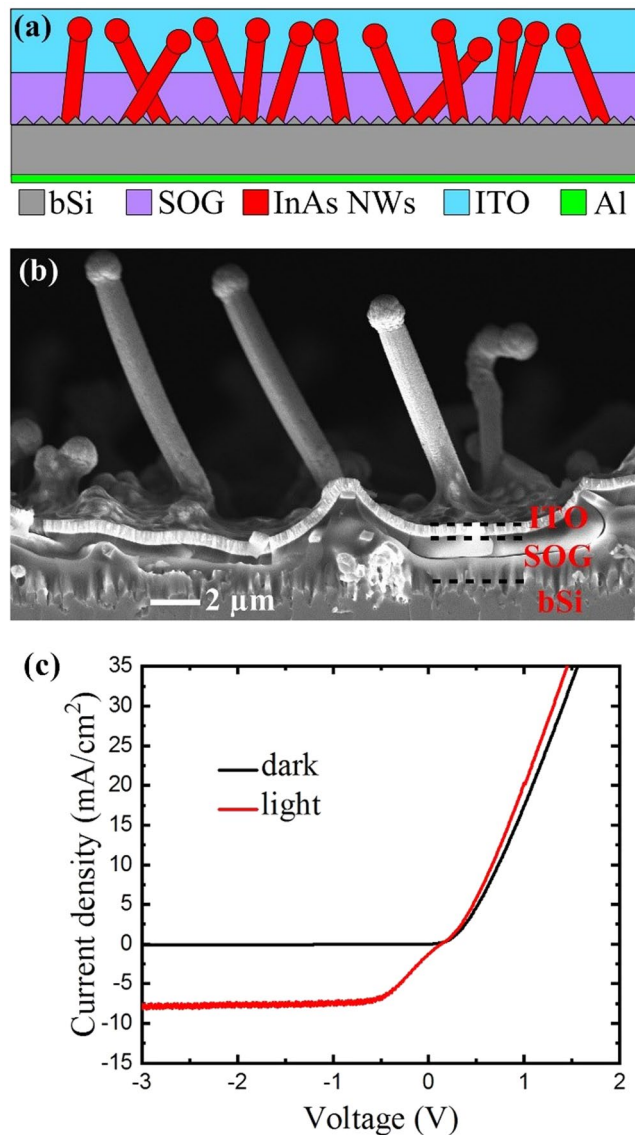 (a)
bSi SOG InAs NWs ITO Al
(b)
ITO
SOG
bSi
2 µm
(c)
35
30
25
20
15
10
5
0
-5
-10
-15
Current density (mA/cm²)
dark
light
-3 -2 -1 0 1 2
Voltage (V)